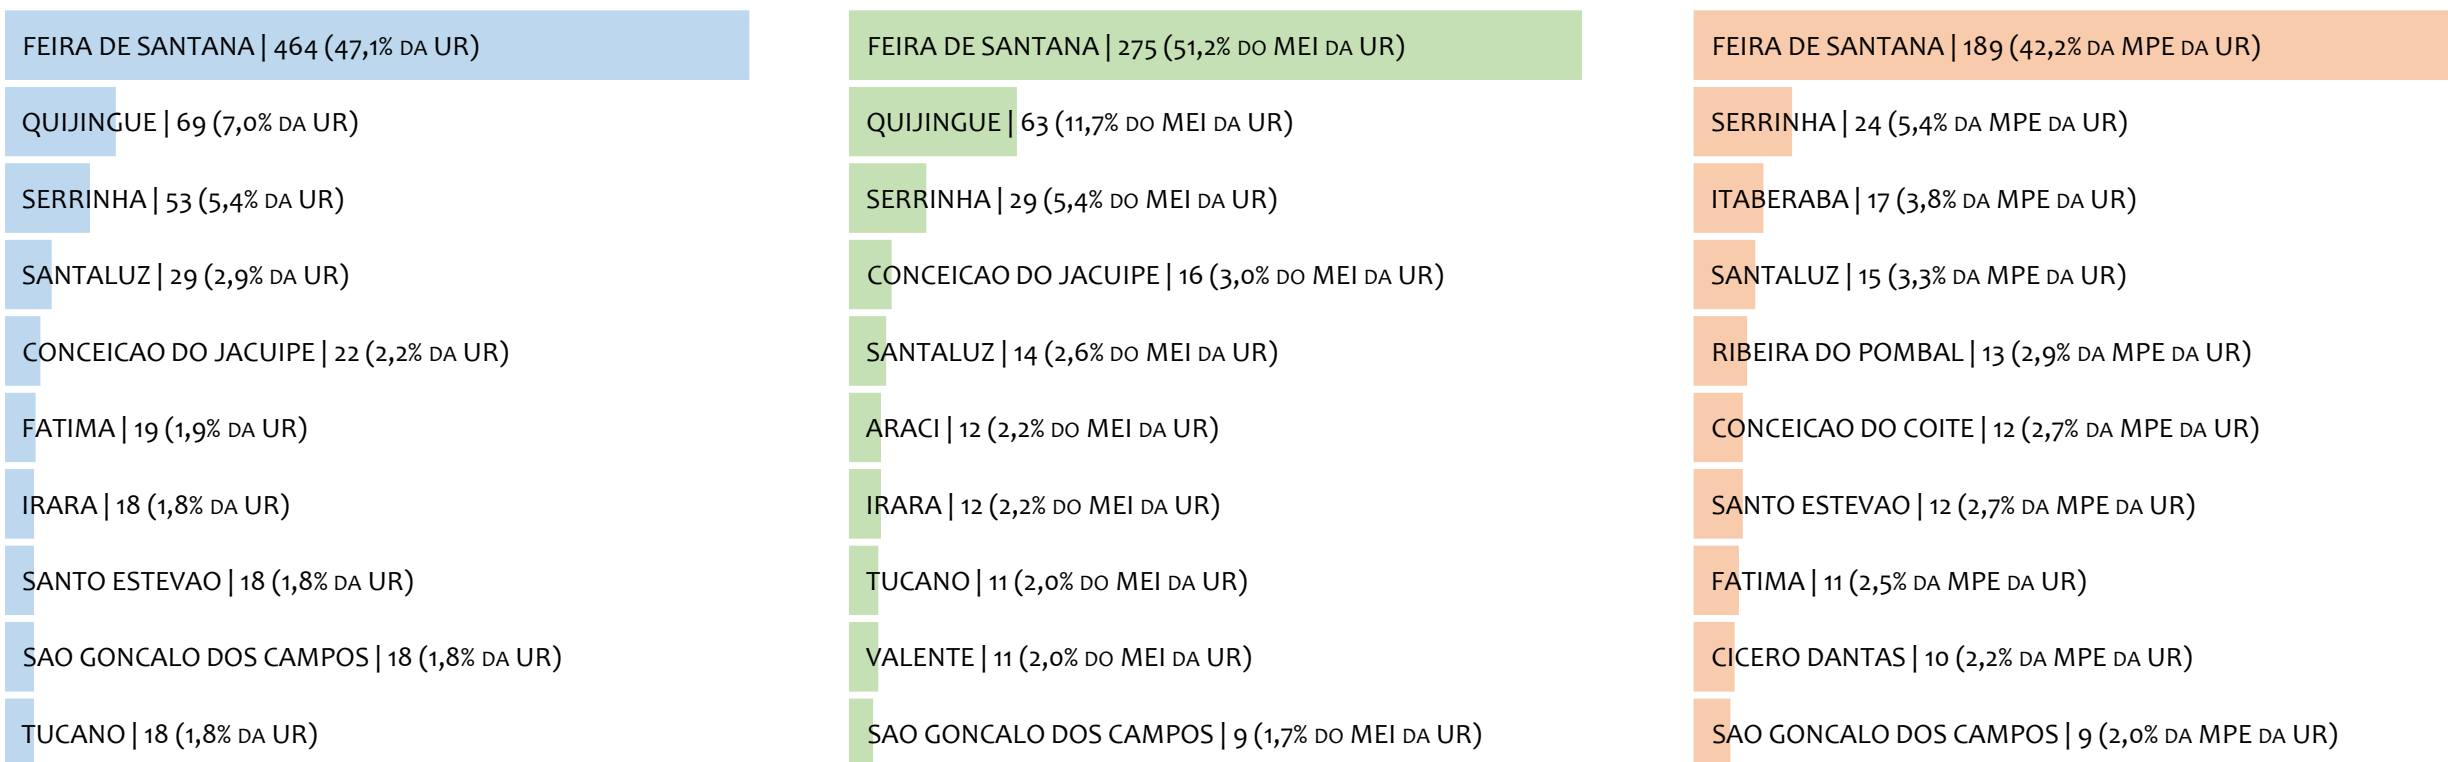 FEIRA DE SANTANA | 464 (47,1% DA UR)
QUIJINGUE | 69 (7,0% DA UR)
SERRINHA | 53 (5,4% DA UR)
SANTALUZ | 29 (2,9% DA UR)
CONCEICAO DO JACUIPE | 22 (2,2% DA UR)
FATIMA | 19 (1,9% DA UR)
IRARA | 18 (1,8% DA UR)
SANTO ESTEVAO | 18 (1,8% DA UR)
SAO GONCALO DOS CAMPOS | 18 (1,8% DA UR)
TUCANO | 18 (1,8% DA UR)
FEIRA DE SANTANA | 275 (51,2% DO MEI DA UR)
QUIJINGUE | 63 (11,7% DO MEI DA UR)
SERRINHA | 29 (5,4% DO MEI DA UR)
CONCEICAO DO JACUIPE | 16 (3,0% DO MEI DA UR)
SANTALUZ | 14 (2,6% DO MEI DA UR)
ARACI | 12 (2,2% DO MEI DA UR)
IRARA | 12 (2,2% DO MEI DA UR)
TUCANO | 11 (2,0% DO MEI DA UR)
VALENTE | 11 (2,0% DO MEI DA UR)
SAO GONCALO DOS CAMPOS | 9 (1,7% DO MEI DA UR)
FEIRA DE SANTANA | 189 (42,2% DA MPE DA UR)
SERRINHA | 24 (5,4% DA MPE DA UR)
ITABERABA | 17 (3,8% DA MPE DA UR)
SANTALUZ | 15 (3,3% DA MPE DA UR)
RIBEIRA DO POMBAL | 13 (2,9% DA MPE DA UR)
CONCEICAO DO COITE | 12 (2,7% DA MPE DA UR)
SANTO ESTEVAO | 12 (2,7% DA MPE DA UR)
FATIMA | 11 (2,5% DA MPE DA UR)
CICERO DANTAS | 10 (2,2% DA MPE DA UR)
SAO GONCALO DOS CAMPOS | 9 (2,0% DA MPE DA UR)